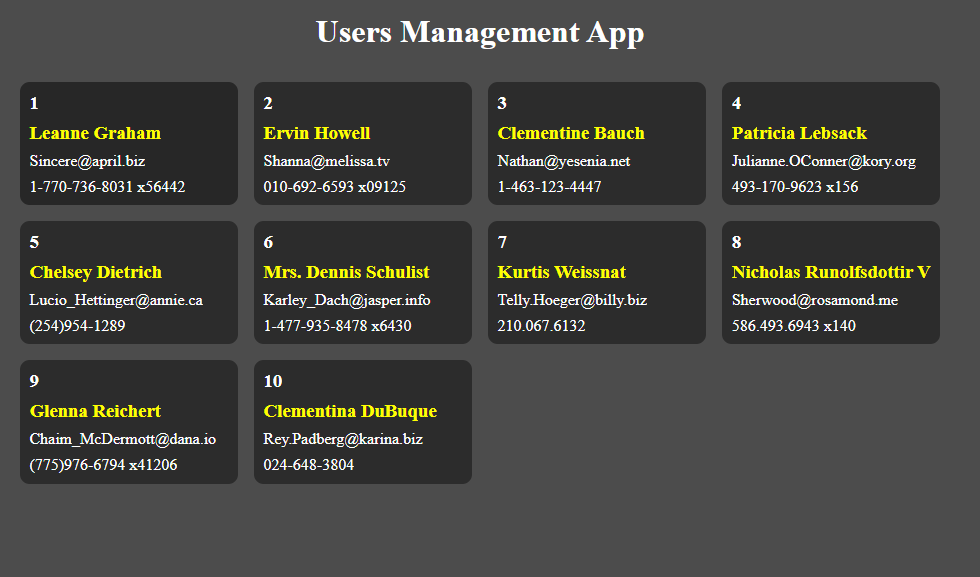 Users Management App
1
Leanne Graham
Sincere@april.biz
1-770-736-8031 x56442
2
Ervin Howell
Shanna@melissa.tv
010-692-6593 x09125
3
Clementine Bauch
Nathan@yesenia.net
1-463-123-4447
4
Patricia Lebsack
Julianne.OConner@kory.org
493-170-9623 x156
5
Chelsey Dietrich
Lucio_Hettinger@annie.ca
(254)954-1289
6
Mrs. Dennis Schulist
Karley_Dach@jasper.info
1-477-935-8478 x6430
7
Kurtis Weissnat
Telly.Hoeger@billy.biz
210.067.6132
8
Nicholas Runolfsdottir V
Sherwood@rosamond.me
586.493.6943 x140
9
Glenna Reichert
Chaim_McDermott@dana.io
(775)976-6794 x41206
10
Clementina DuBuque
Rey.Padberg@karina.biz
024-648-3804